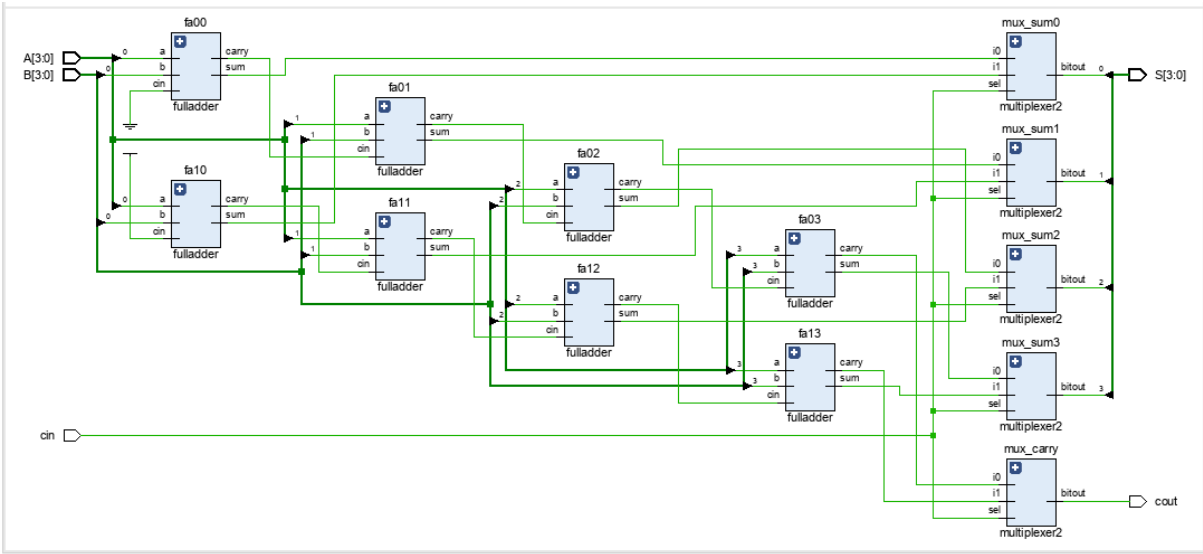 fa00
A[3:0]
B[3:0]
0
0
a
b
cin
carry
sum
fulladder
fa01
1
1
a
b
cin
carry
sum
fulladder
fa10
0
0
a
b
cin
carry
sum
fulladder
fa11
1
1
a
b
cin
carry
sum
fulladder
fa02
2
2
a
b
cin
carry
sum
fulladder
fa12
2
2
a
b
cin
carry
sum
fulladder
fa03
3
3
a
b
cin
carry
sum
fulladder
fa13
3
3
a
b
cin
carry
sum
fulladder
cin
mux_sum0
i0
i1
sel
bitout
0
multiplexer2
S[3:0]
mux_sum1
i0
i1
sel
bitout
1
multiplexer2
mux_sum2
i0
i1
sel
bitout
2
multiplexer2
mux_sum3
i0
i1
sel
bitout
3
multiplexer2
mux_carry
i0
i1
sel
bitout
multiplexer2
cout